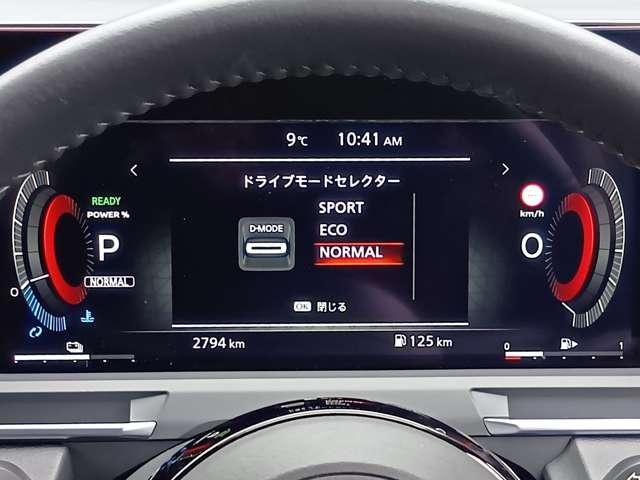 9℃ 10:41 AM
ドライブモードセレクター
READY
POWER %
P
NORMAL
0
D-MODE
SPORT
ECO
NORMAL
OK 閉じる
km/h
0
2794 km
125 km
0 1